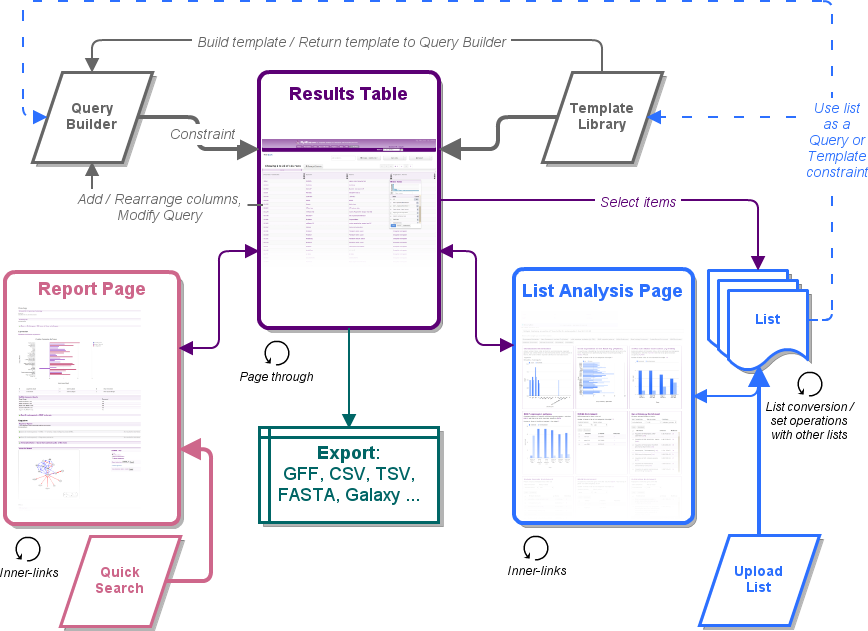 Build template / Return template to Query Builder
Query
Builder
Results Table
Template
Library
Use list
as a
Query or
Template
constraint
Constraint
Add / Rearrange columns,
Modify Query
Select items
Report Page
List Analysis Page
List
Page through
List conversion /
set operations
with other lists
Export:
GFF, CSV, TSV,
FASTA, Galaxy ...
Inner-links
Inner-links
Quick
Search
Upload
List